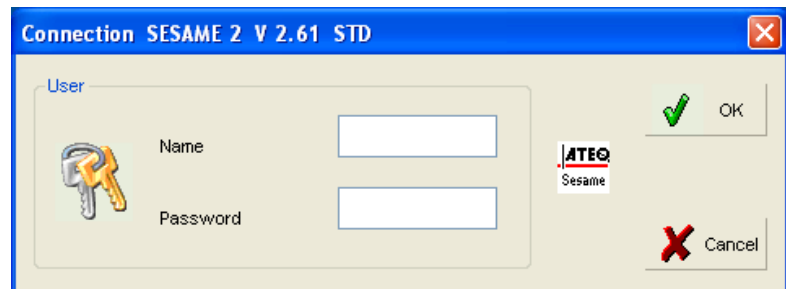 Connection SESAME 2 V 2.61 STD
User
Name
Password
ATEQ
Sesame
OK
Cancel